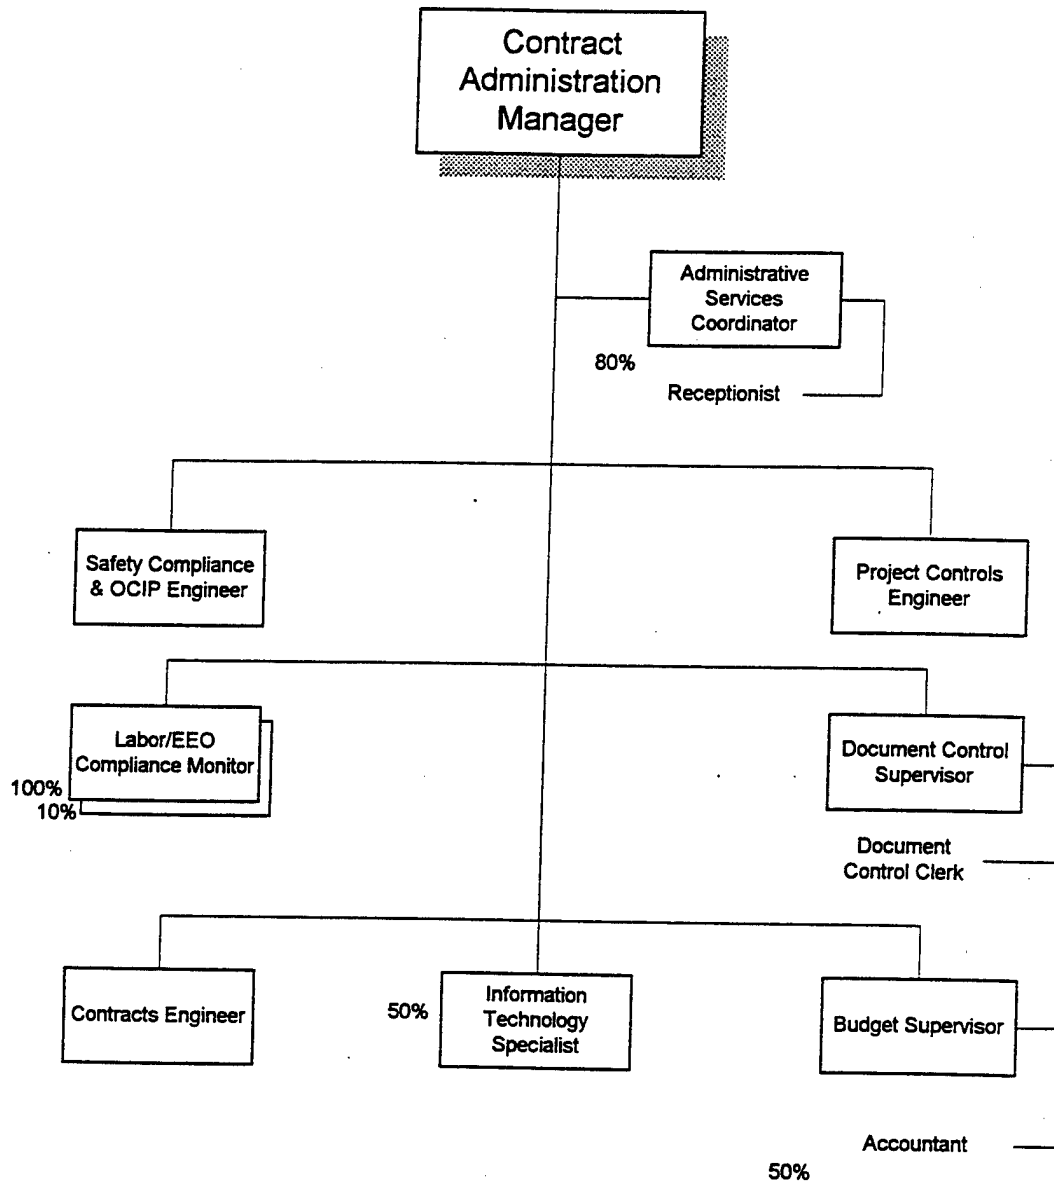 Contract
Administration
Manager
Administrative
Services
Coordinator
80%
Receptionist
Safety Compliance
& OCIP Engineer
Project Controls
Engineer
Labor/EEO
Compliance Monitor
100%
10%
Document Control
Supervisor
Document
Control Clerk
Contracts Engineer
50%
Information
Technology
Specialist
Budget Supervisor
Accountant
50%